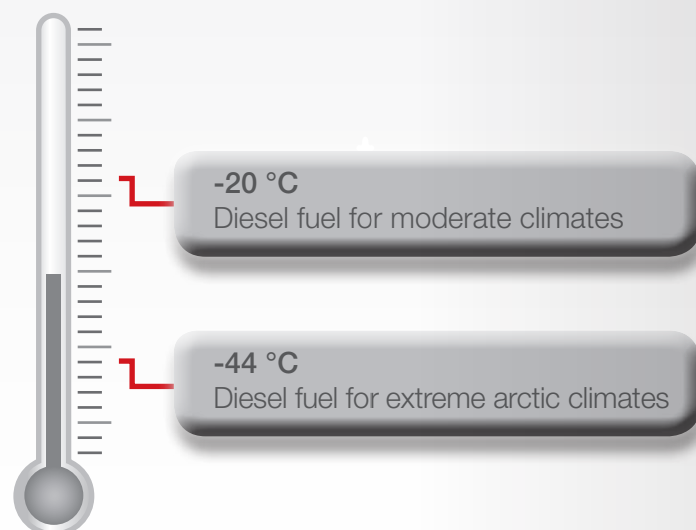 -20 °C
Diesel fuel for moderate climates
-44 °C
Diesel fuel for extreme arctic climates